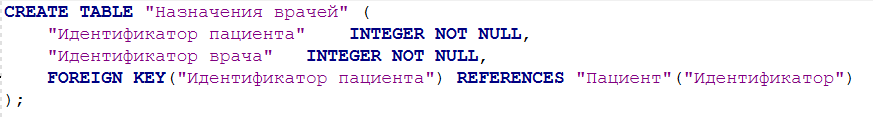 CREATE TABLE "Назначения врачей" (
"Идентификатор пациента" INTEGER NOT NULL,
"Идентификатор врача" INTEGER NOT NULL,
FOREIGN KEY("Идентификатор пациента") REFERENCES "Пациент"("Идентификатор")
);